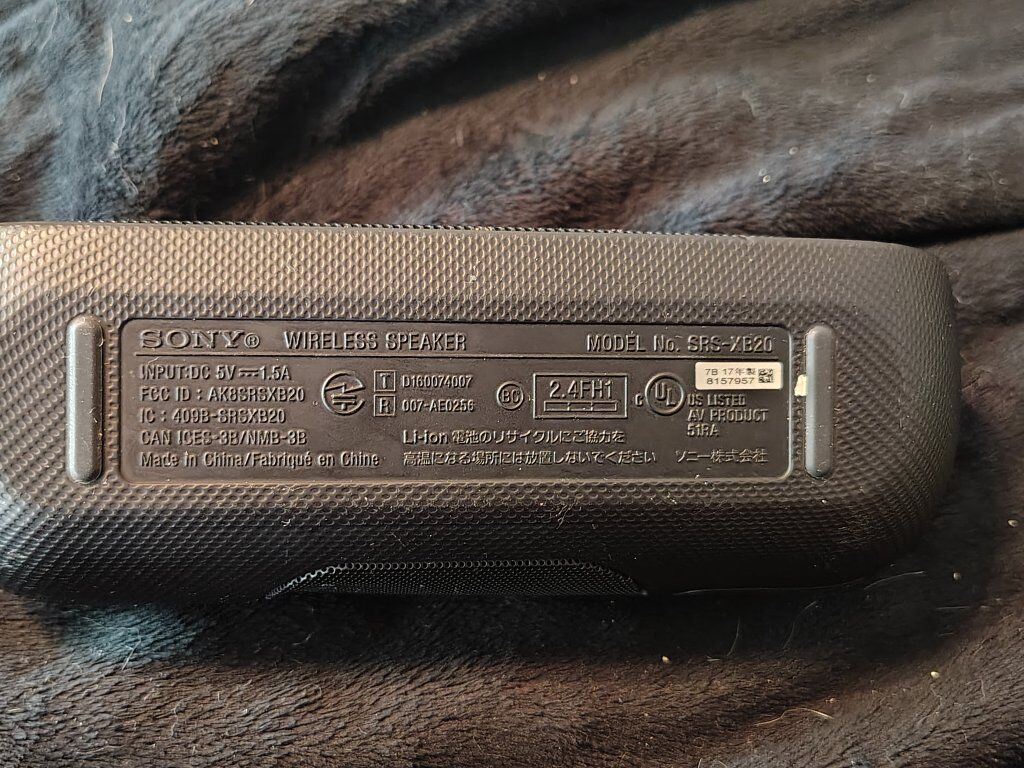 SONY® WIRELESS SPEAKER MODEL No. SRS-XB20
INPUT:DC 5V⎓1.5A
FCC ID : AK8SRSXB20
IC : 409B-SRSXB20
CAN ICES-3B/NMB-3B
Made in China/Fabriqué en Chine
T D160074007
R 007-AE0256
BC
2.4FH1
Li-ion 電池のリサイクルにご協力を
高温になる場所には放置しないでください
c UL US LISTED
AV PRODUCT
51RA
7B 17年製
8157957
ソニー株式会社